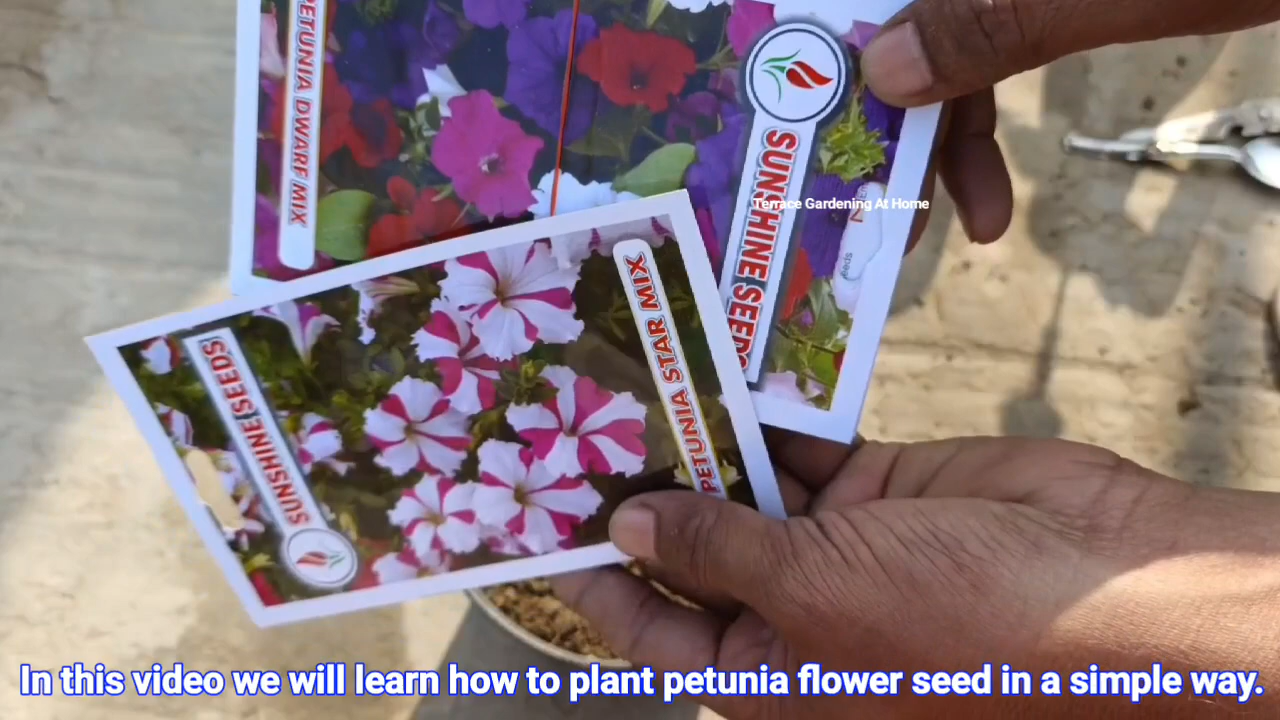 PETUNIA DWARF MIX
SUNSHINE SEEDS
Terrace Gardening At Home
eeds
PETUNIA STAR MIX
SUNSHINE SEEDS
In this video we will learn how to plant petunia flower seed in a simple way.